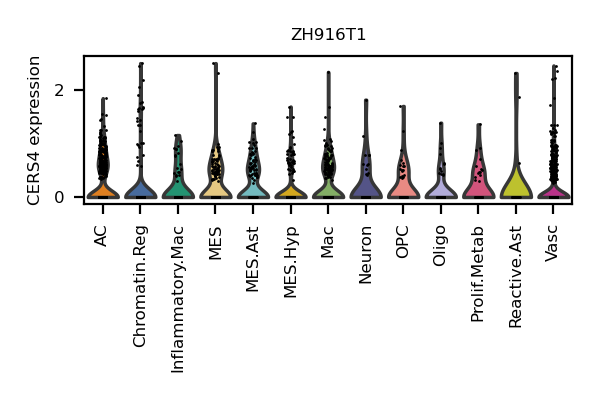 ZH916T1
CERS4 expression
2
0
AC
Chromatin.Reg
Inflammatory.Mac
MES
MES.Ast
MES.Hyp
Mac
Neuron
OPC
Oligo
Prolif.Metab
Reactive.Ast
Vasc